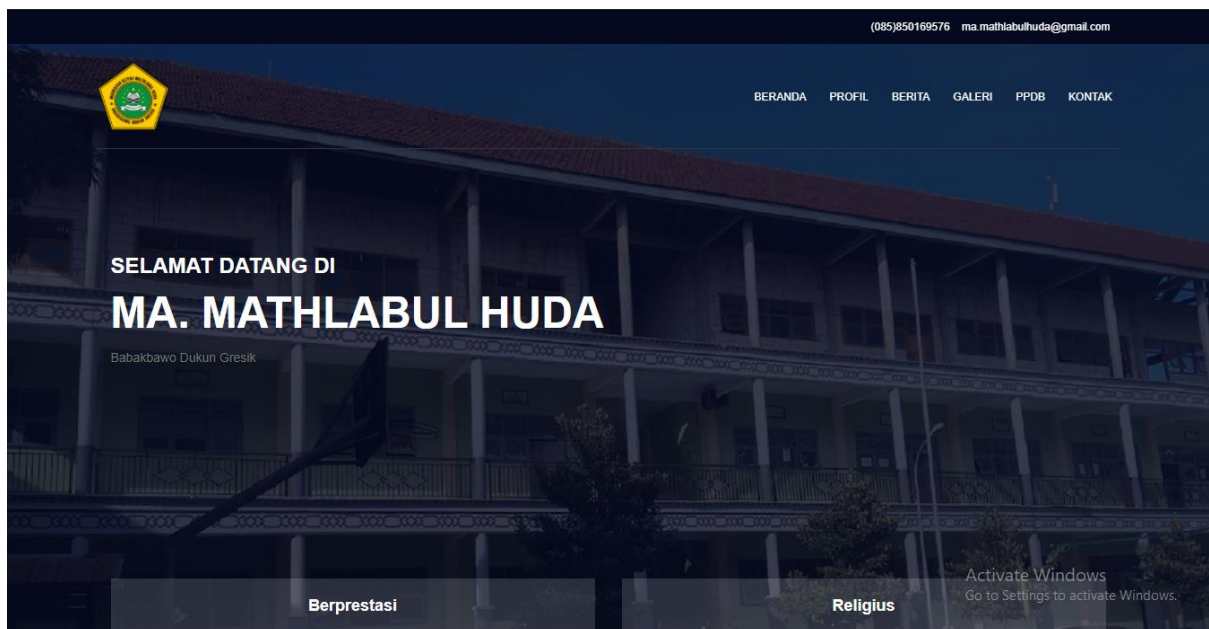 (085)850169576 ma.mathlabulhuda@gmail.com
BERANDA PROFIL BERITA GALERI PPDB KONTAK
SELAMAT DATANG DI
MA. MATHLABUL HUDA
Babakbawo Dukun Gresik
Berprestasi Religius
Activate Windows
Go to Settings to activate Windows.